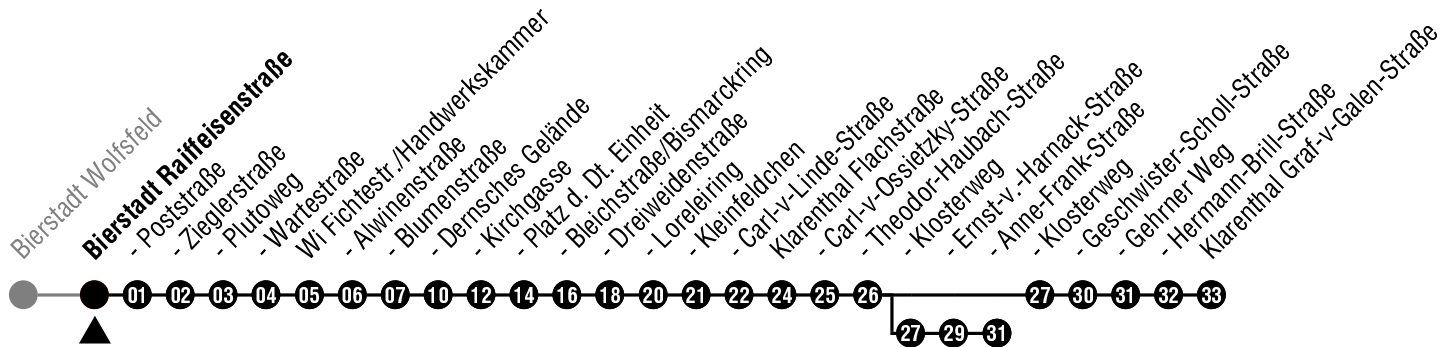 Bierstadt Wolfsfeld
Bierstadt Raiffeisenstraße
- Poststraße
- Zieglerstraße
- Plutoweg
- Wartestraße
Wi Fichtestr./Handwerkskammer
- Alwinenstraße
- Blumenstraße
- Dernsches Gelände
- Kirchgasse
- Platz d. Dt. Einheit
- Bleichstraße/Bismarckring
- Dreiweidenstraße
- Loreleiring
- Kleinfeldchen
- Carl-v-Linde-Straße
Klarenthal Flachstraße
- Carl-v-Ossietzky-Straße
- Theodor-Haubach-Straße
- Klosterweg
- Ernst-v.-Harnack-Straße
- Anne-Frank-Straße
- Klosterweg
- Geschwister-Scholl-Straße
- Gehrner Weg
- Hermann-Brill-Straße
Klarenthal Graf-v-Galen-Straße
01 02 03 04 05 06 07 10 12 14 16 18 20 21 22 24 25 26 27 30 31 32 33
27 29 31